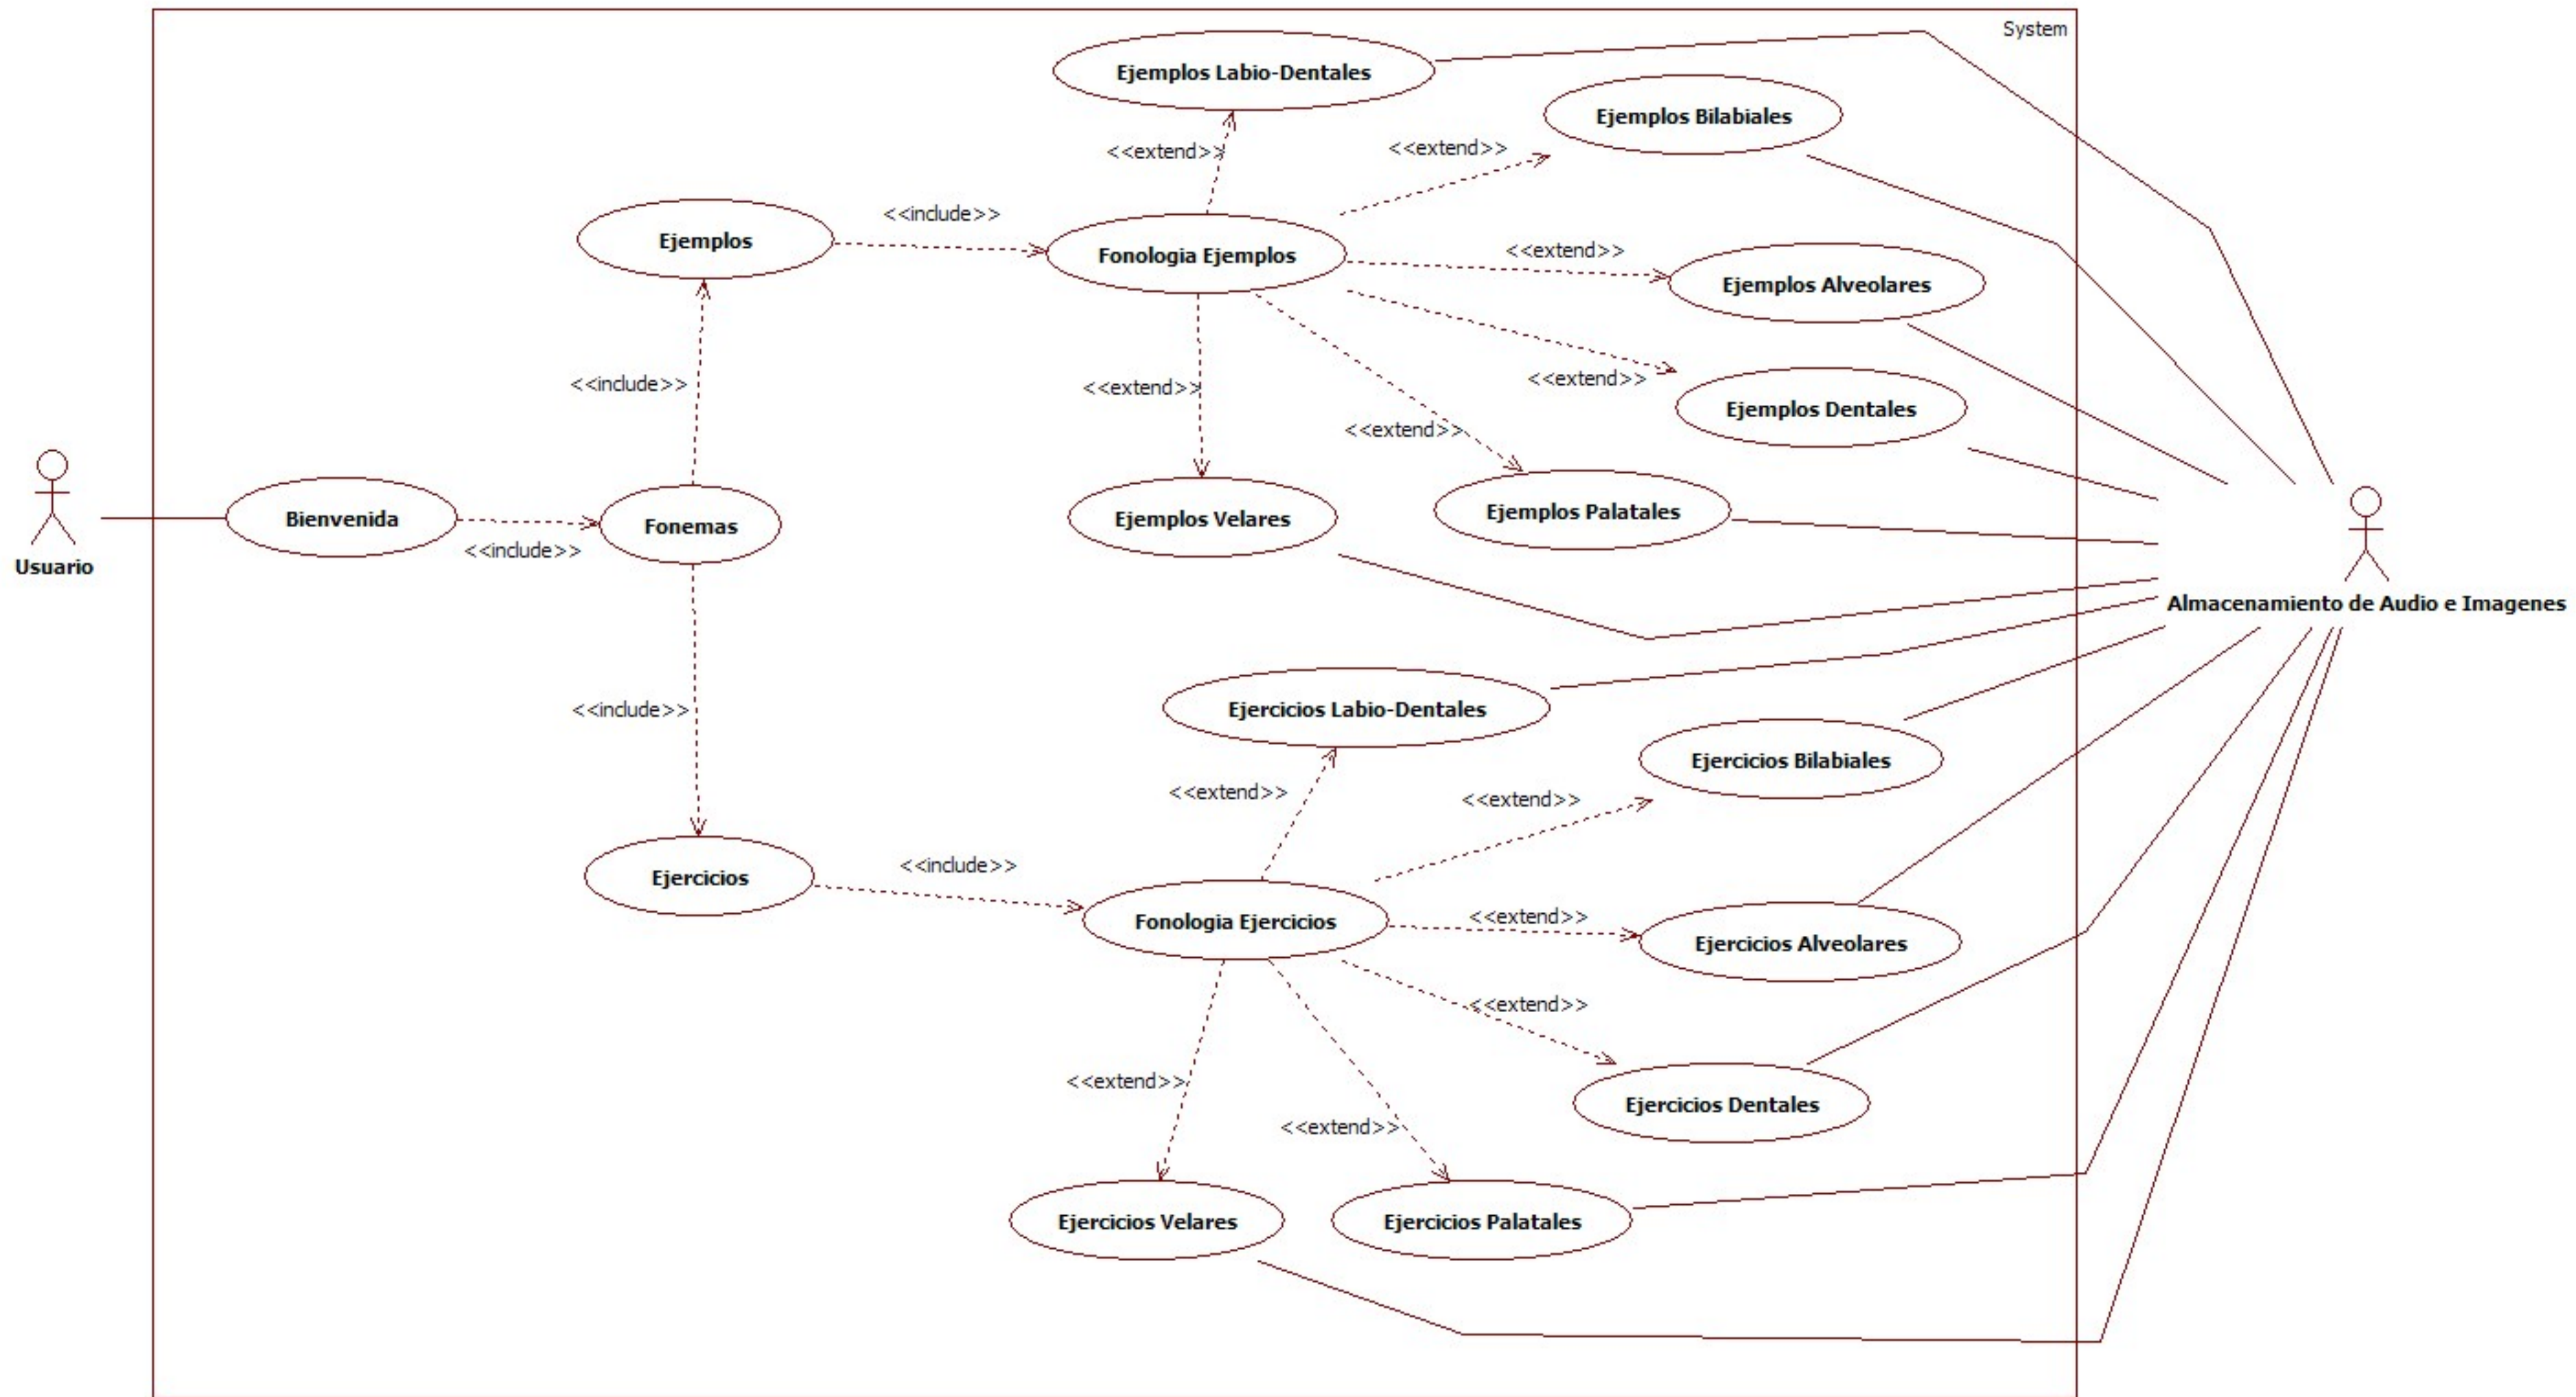 System
Ejemplos Labio-Dentales
Ejemplos Bilabiales
<<extend>>
<<extend>>
<<include>>
Ejemplos
Fonologia Ejemplos
<<extend>>
Ejemplos Alveolares
<<include>>
<<extend>>
<<extend>>
Ejemplos Dentales
<<extend>>
Bienvenida
Fonemas
Ejemplos Velares
Ejemplos Palatales
<<include>>
Usuario
Almacenamiento de Audio e Imagenes
<<include>>
Ejercicios Labio-Dentales
Ejercicios Bilabiales
<<extend>>
<<extend>>
<<include>>
Ejercicios
Fonologia Ejercicios
<<extend>>
Ejercicios Alveolares
<<extend>>
<<extend>>
Ejercicios Dentales
<<extend>>
Ejercicios Velares
Ejercicios Palatales